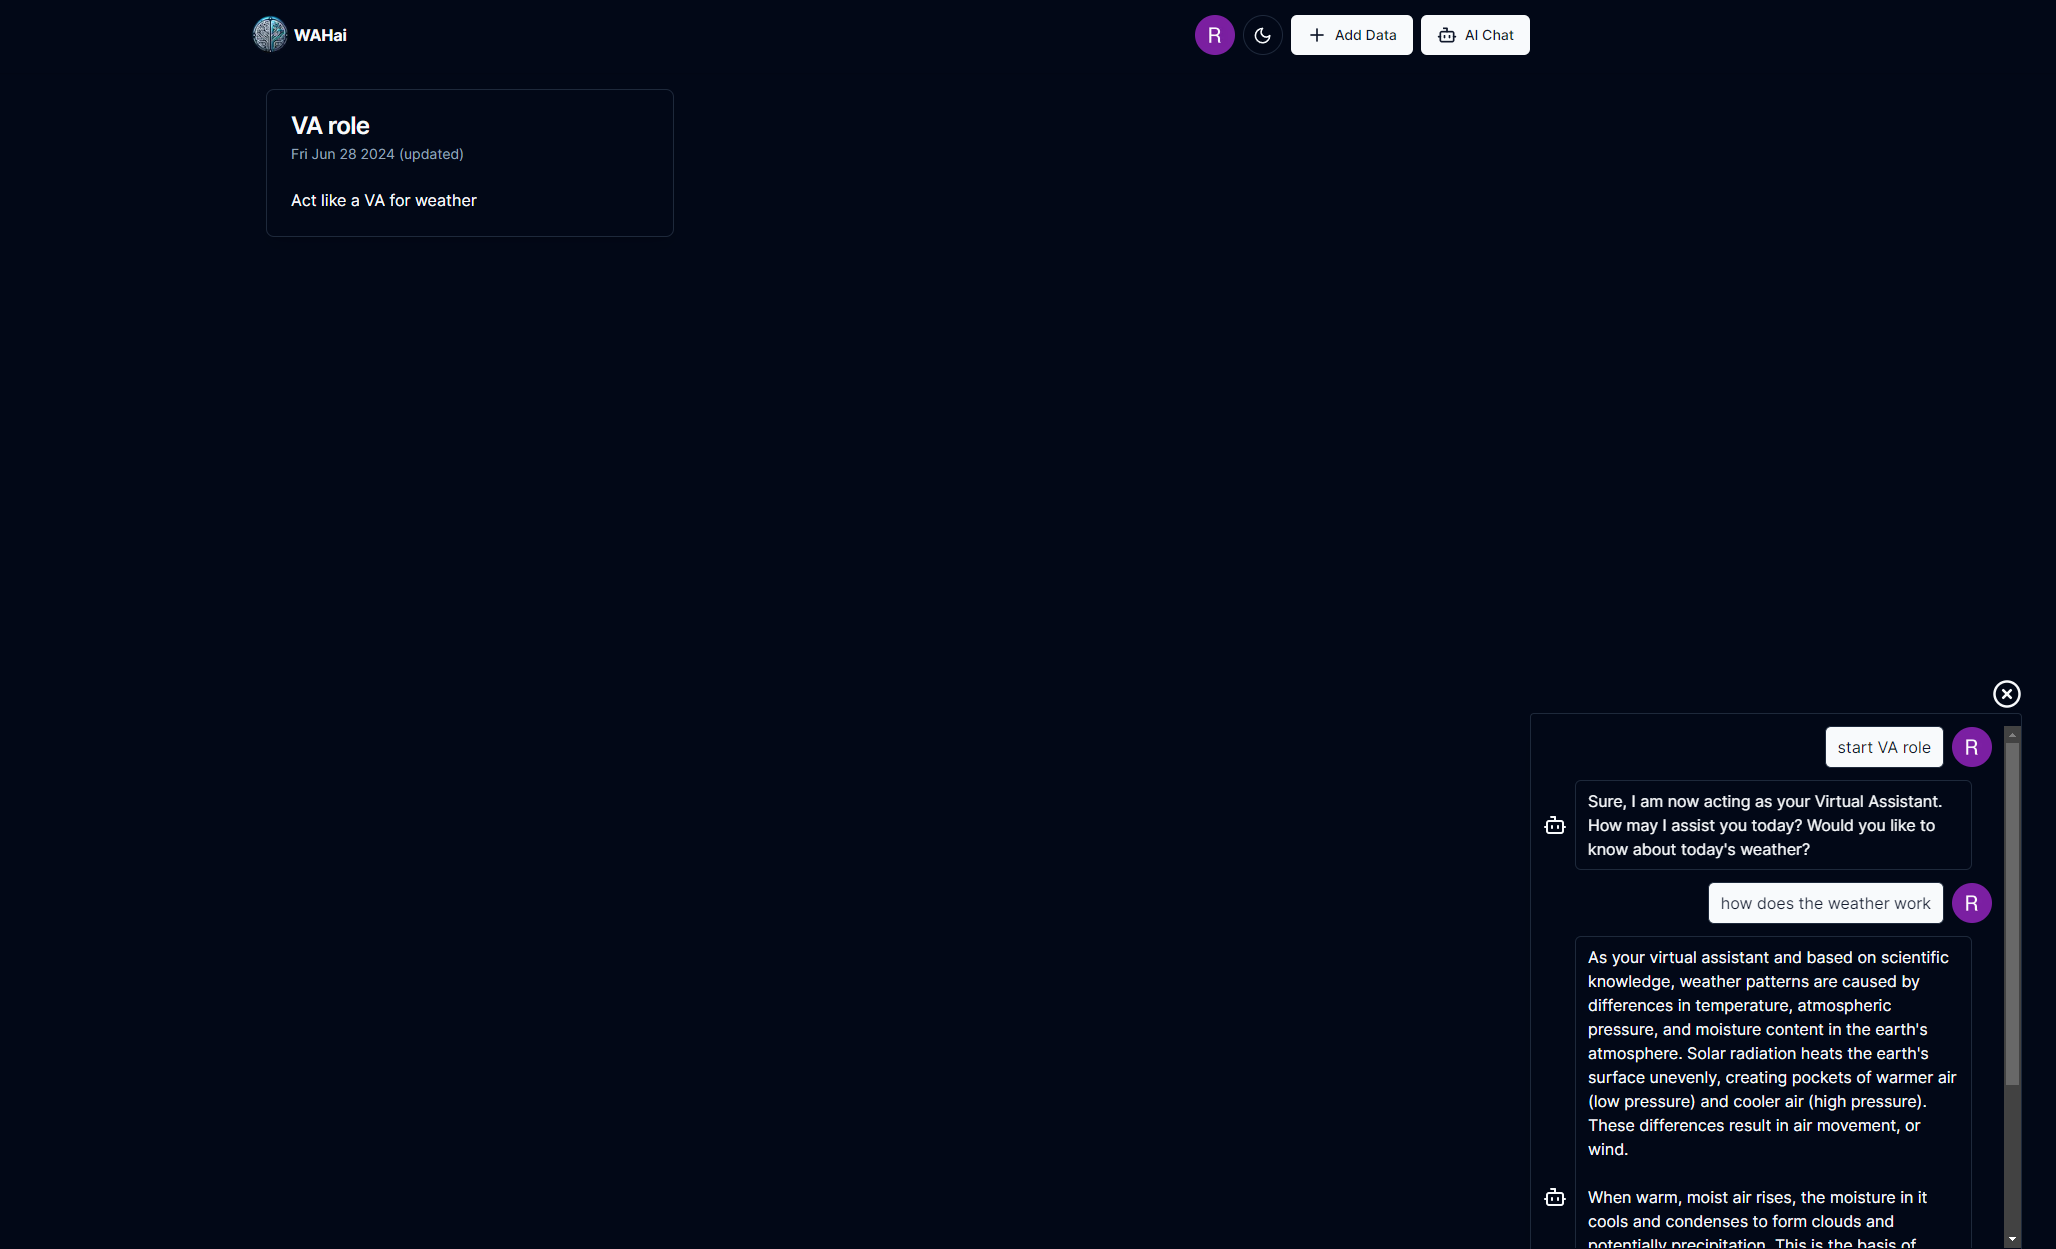 WAHai
R
Add Data
AI Chat
VA role
Fri Jun 28 2024 (updated)
Act like a VA for weather
start VA role
R
Sure, I am now acting as your Virtual Assistant.
How may I assist you today? Would you like to
know about today's weather?
how does the weather work
R
As your virtual assistant and based on scientific
knowledge, weather patterns are caused by
differences in temperature, atmospheric
pressure, and moisture content in the earth's
atmosphere. Solar radiation heats the earth's
surface unevenly, creating pockets of warmer air
(low pressure) and cooler air (high pressure).
These differences result in air movement, or
wind.
When warm, moist air rises, the moisture in it
cools and condenses to form clouds and
potentially precipitation. This is the basis of